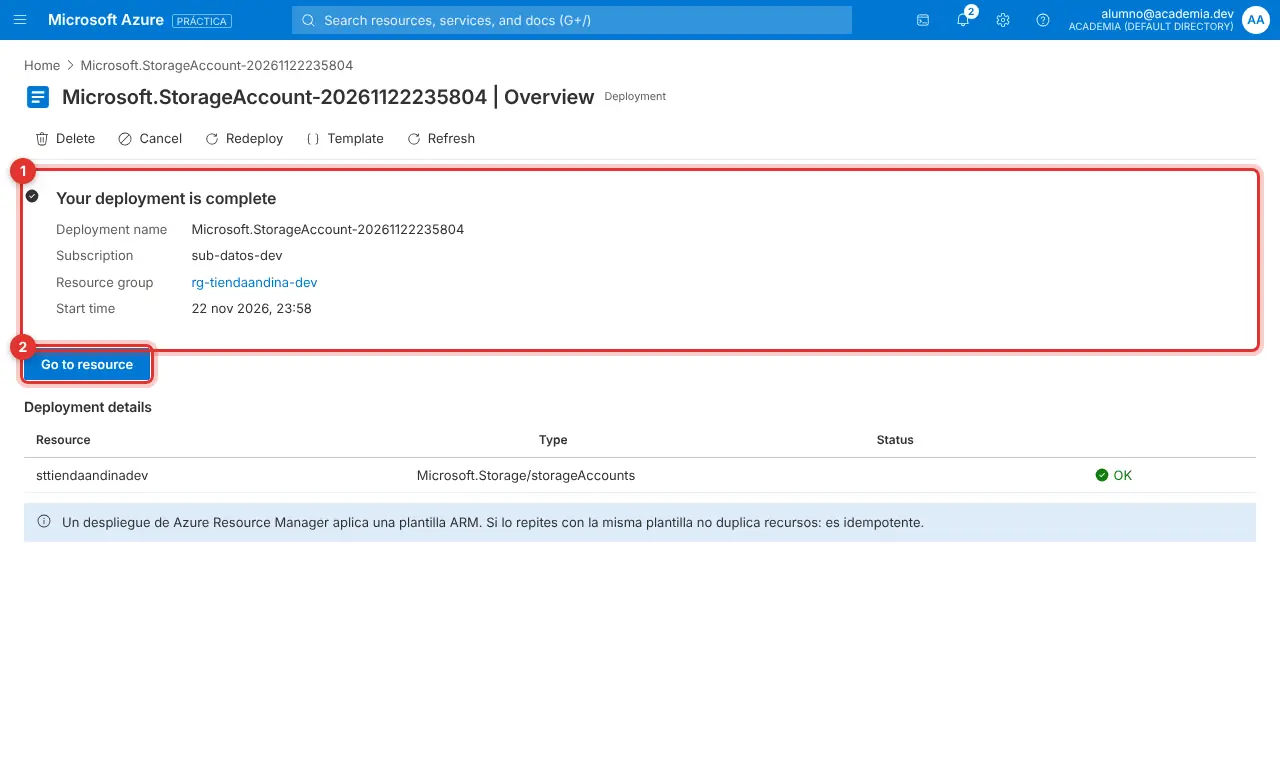 Microsoft Azure PRÁCTICA
Search resources, services, and docs (G+/)
2
alumno@academia.dev
ACADEMIA (DEFAULT DIRECTORY)
AA
Home > Microsoft.StorageAccount-20261122235804
Microsoft.StorageAccount-20261122235804 | Overview Deployment
Delete Cancel Redeploy Template Refresh
1
Your deployment is complete
Deployment name Microsoft.StorageAccount-20261122235804
Subscription sub-datos-dev
Resource group rg-tiendaandina-dev
Start time 22 nov 2026, 23:58
2
Go to resource
Deployment details
Resource Type Status
sttiendaandinadev Microsoft.Storage/storageAccounts OK
Un despliegue de Azure Resource Manager aplica una plantilla ARM. Si lo repites con la misma plantilla no duplica recursos: es idempotente.